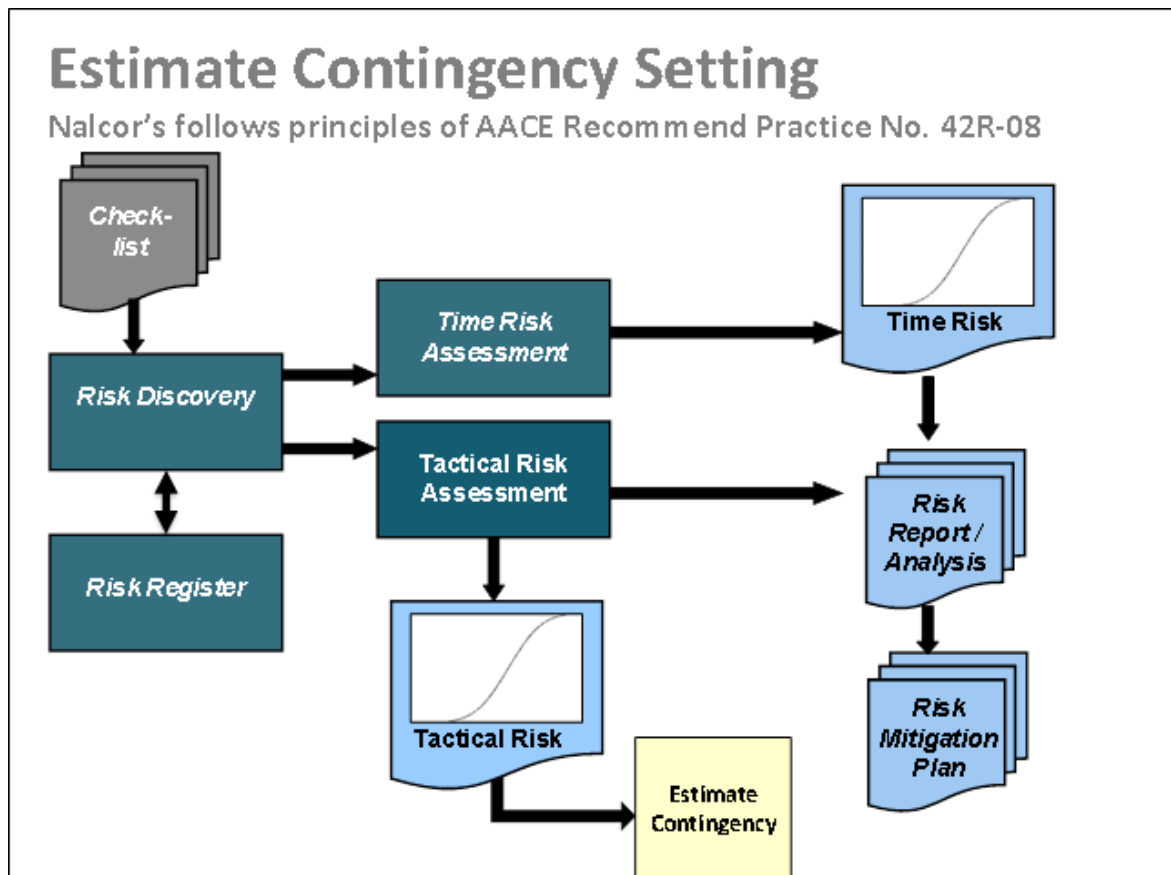 Estimate Contingency Setting
Nalcor's follows principles of AACE Recommend Practice No. 42R-08
Check-
list
Time Risk
Assessment
Time Risk
Risk Discovery
Tactical Risk
Assessment
Risk
Report /
Analysis
Risk Register
Tactical Risk
Risk
Mitigation
Plan
Estimate
Contingency